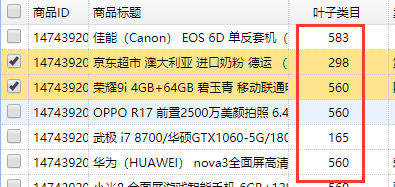 商品ID 商品标题 叶子类目
14743920 佳能（Canon） EOS 6D 单反套机（ 583
14743920 京东超市 澳大利亚 进口奶粉 德运（ 298
14743920 荣耀9i 4GB+64GB 碧玉青 移动联通电 560
14743920 OPPO R17 前置2500万美颜拍照 6.4 560
14743920 武极 i7 8700/华硕GTX1060-5G/180 165
14743920 华为（HUAWEI） nova3全面屏高清 560